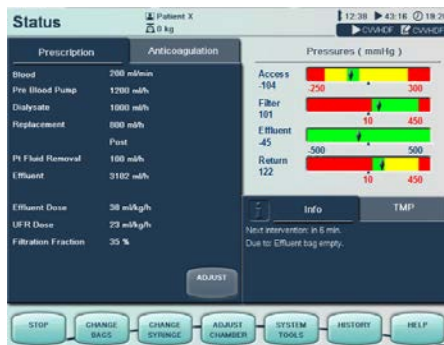 Status
Patient X
0 kg
12:38 43:16 19:26
CVVHDF CVVHDF
Prescription Anticoagulation
Blood 200 ml/min
Pre Blood Pump 1200 ml/h
Dialysate 1000 ml/h
Replacement 800 ml/h
Post
Pt Fluid Removal 100 ml/h
Effluent 3102 ml/h
Effluent Dose 38 ml/kg/h
UFR Dose 23 ml/kg/h
Filtration Fraction 35 %
ADJUST
Pressures ( mmHg )
Access
-104
-250 300
Filter
101
10 450
Effluent
-45
-500 500
Return
122
10 450
Info TMP
Next intervention: in 6 min.
Due to: Effluent bag empty.
STOP
CHANGE BAGS
CHANGE SYRINGE
ADJUST CHAMBER
SYSTEM TOOLS
HISTORY
HELP